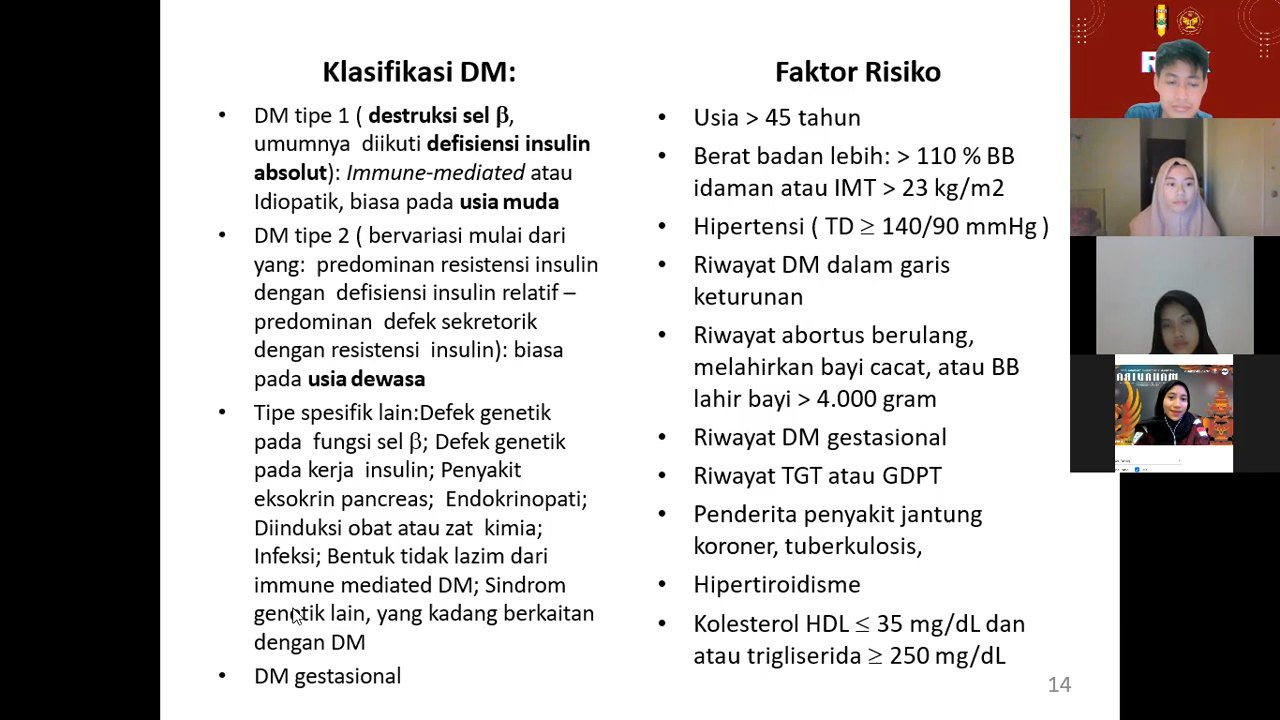 Klasifikasi DM:
• DM tipe 1 ( destruksi sel β,
umumnya diikuti defisiensi insulin
absolut): Immune-mediated atau
Idiopatik, biasa pada usia muda
• DM tipe 2 ( bervariasi mulai dari
yang: predominan resistensi insulin
dengan defisiensi insulin relatif –
predominan defek sekretorik
dengan resistensi insulin): biasa
pada usia dewasa
• Tipe spesifik lain:Defek genetik
pada fungsi sel β; Defek genetik
pada kerja insulin; Penyakit
eksokrin pancreas; Endokrinopati;
Diinduksi obat atau zat kimia;
Infeksi; Bentuk tidak lazim dari
immune mediated DM; Sindrom
genetik lain, yang kadang berkaitan
dengan DM
• DM gestasional
Faktor Risiko
• Usia > 45 tahun
• Berat badan lebih: > 110 % BB
idaman atau IMT > 23 kg/m2
• Hipertensi ( TD ≥ 140/90 mmHg )
• Riwayat DM dalam garis
keturunan
• Riwayat abortus berulang,
melahirkan bayi cacat, atau BB
lahir bayi > 4.000 gram
• Riwayat DM gestasional
• Riwayat TGT atau GDPT
• Penderita penyakit jantung
koroner, tuberkulosis,
• Hipertiroidisme
• Kolesterol HDL ≤ 35 mg/dL dan
atau trigliserida ≥ 250 mg/dL
14